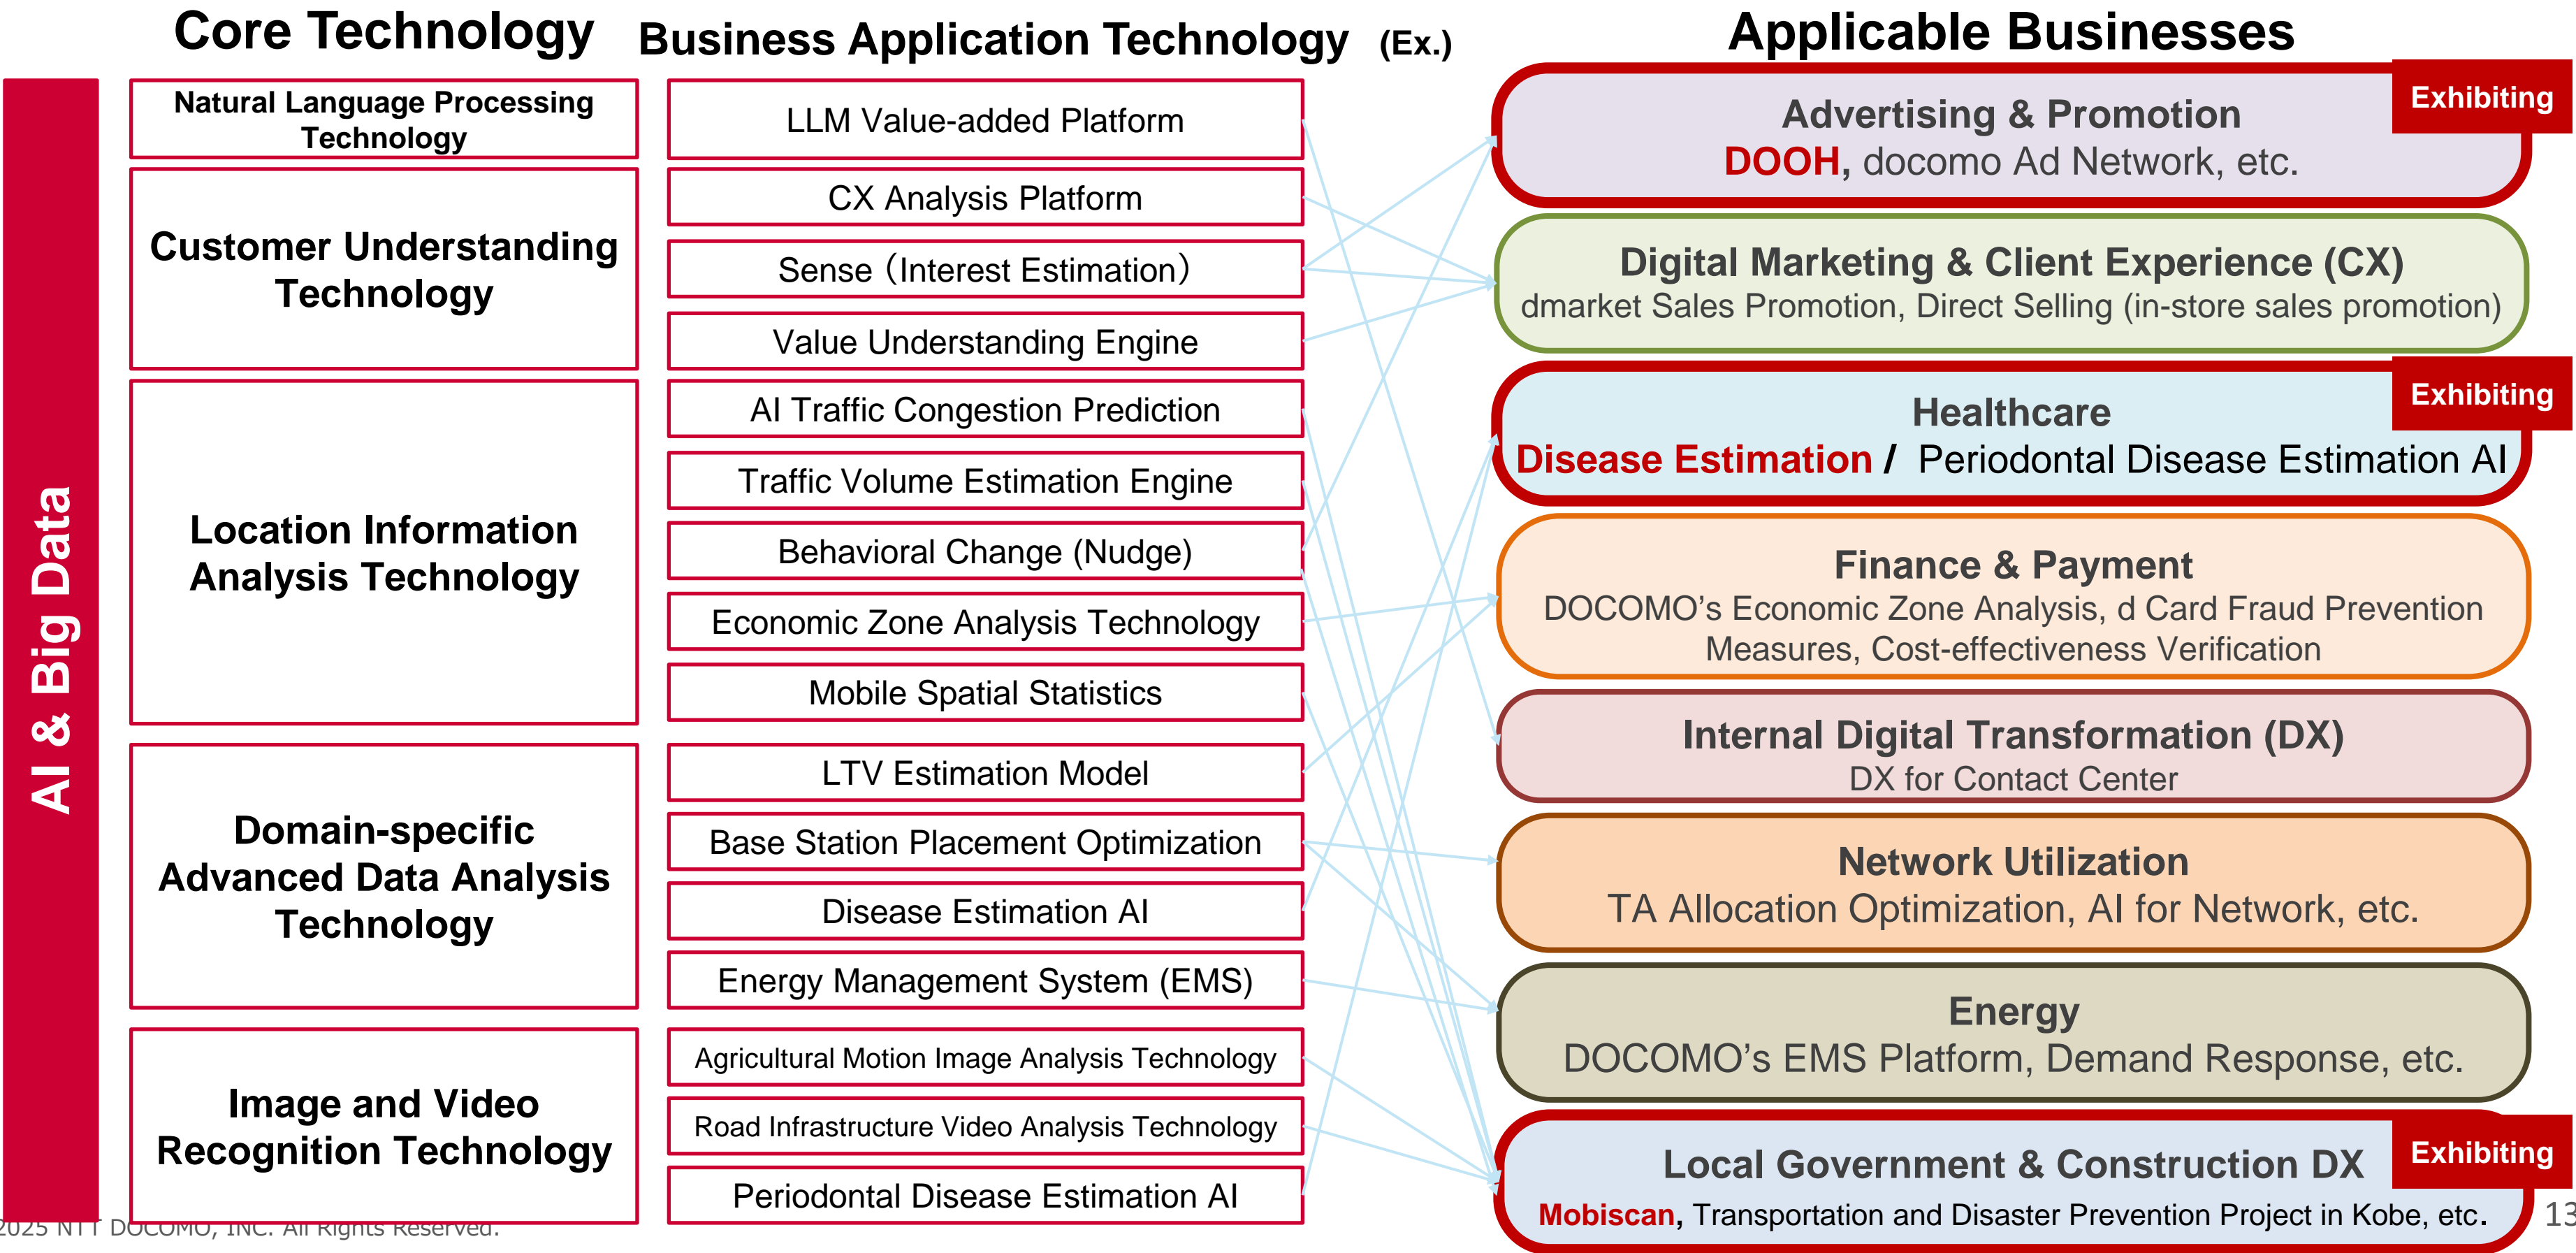 Core Technology
Business Application Technology (Ex.)
Applicable Businesses
AI & Big Data
Natural Language Processing
Technology
Customer Understanding
Technology
Location Information
Analysis Technology
Domain-specific
Advanced Data Analysis
Technology
Image and Video
Recognition Technology
LLM Value-added Platform
CX Analysis Platform
Sense（Interest Estimation）
Value Understanding Engine
AI Traffic Congestion Prediction
Traffic Volume Estimation Engine
Behavioral Change (Nudge)
Economic Zone Analysis Technology
Mobile Spatial Statistics
LTV Estimation Model
Base Station Placement Optimization
Disease Estimation AI
Energy Management System (EMS)
Agricultural Motion Image Analysis Technology
Road Infrastructure Video Analysis Technology
Periodontal Disease Estimation AI
Exhibiting
Advertising & Promotion
DOOH, docomo Ad Network, etc.
Digital Marketing & Client Experience (CX)
dmarket Sales Promotion, Direct Selling (in-store sales promotion)
Exhibiting
Healthcare
Disease Estimation / Periodontal Disease Estimation AI
Finance & Payment
DOCOMO’s Economic Zone Analysis, d Card Fraud Prevention
Measures, Cost-effectiveness Verification
Internal Digital Transformation (DX)
DX for Contact Center
Network Utilization
TA Allocation Optimization, AI for Network, etc.
Energy
DOCOMO’s EMS Platform, Demand Response, etc.
Exhibiting
Local Government & Construction DX
Mobiscan, Transportation and Disaster Prevention Project in Kobe, etc.
2025 NTT DOCOMO, INC. All Rights Reserved.
13